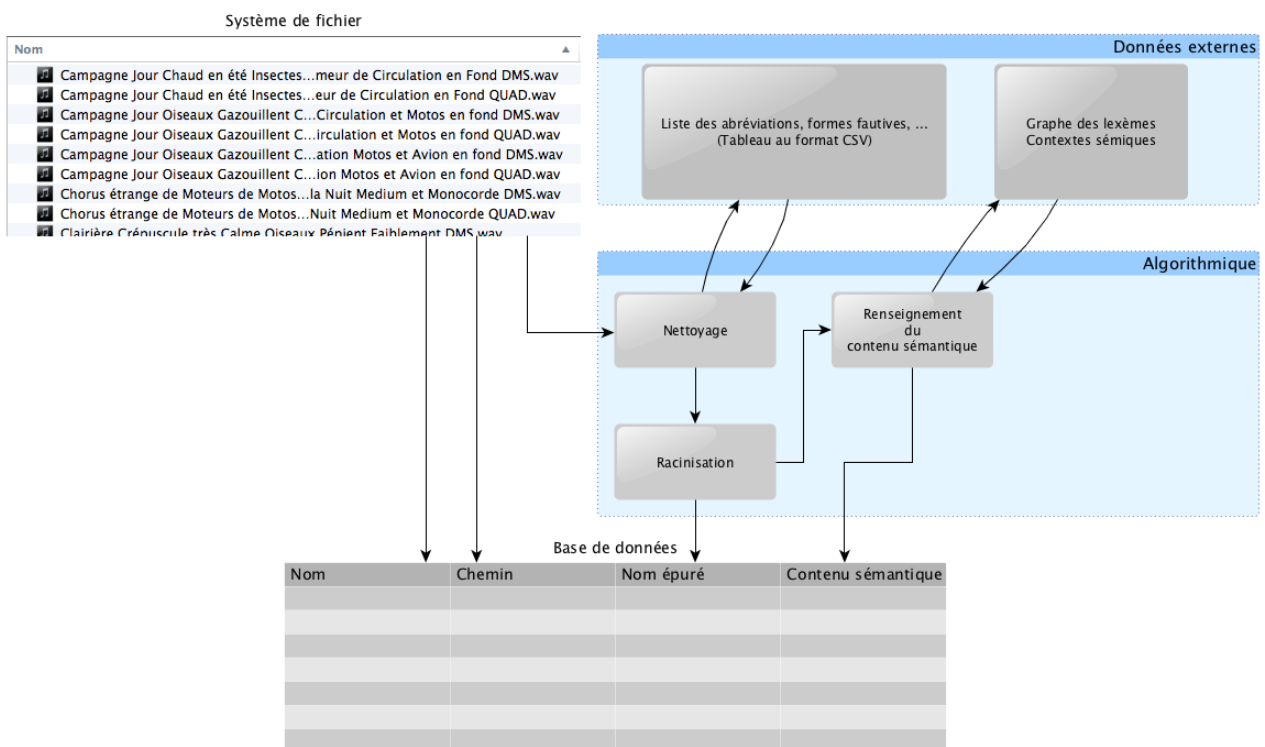 Système de fichier
Nom
Campagne Jour Chaud en été Insectes...meur de Circulation en Fond DMS.wav
Campagne Jour Chaud en été Insectes...eur de Circulation en Fond QUAD.wav
Campagne Jour Oiseaux Gazouillent C...Circulation et Motos en fond DMS.wav
Campagne Jour Oiseaux Gazouillent C...irculation et Motos en fond QUAD.wav
Campagne Jour Oiseaux Gazouillent C...ation Motos et Avion en fond DMS.wav
Campagne Jour Oiseaux Gazouillent C...ion Motos et Avion en fond QUAD.wav
Chorus étrange de Moteurs de Motos...la Nuit Medium et Monocorde DMS.wav
Chorus étrange de Moteurs de Motos...Nuit Medium et Monocorde QUAD.wav
Clairière Crépuscule très Calme Oiseaux Pépient Faiblement DMS.wav
Données externes
Liste des abréviations, formes fautives, ...
(Tableau au format CSV)
Graphe des lexèmes
Contextes sémiques
Algorithmique
Nettoyage
Renseignement
du
contenu sémantique
Racinisation
Base de données
Nom
Chemin
Nom épuré
Contenu sémantique